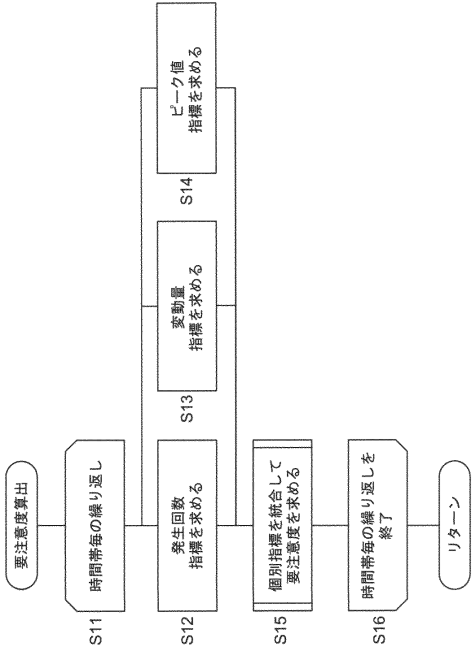 要注意度算出
S11
時間帯毎の繰り返し
S12
発生回数
指標を求める
S13
変動量
指標を求める
S14
ピーク値
指標を求める
S15
個別指標を統合して
要注意度を求める
S16
時間帯毎の繰り返しを
終了
リターン